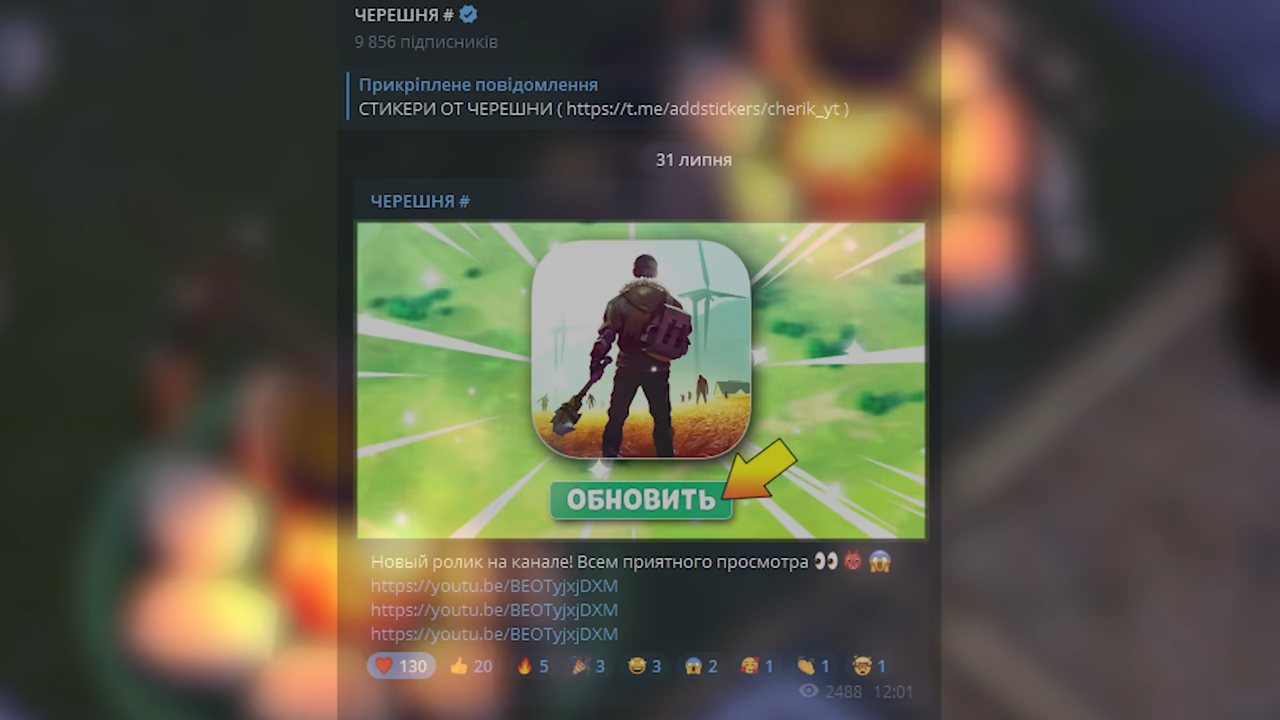 ЧЕРЕШНЯ #
9 856 підписників
Прикріплене повідомлення
СТИКЕРИ ОТ ЧЕРЕШНИ ( https://t.me/addstickers/cherik_yt )
31 липня
ЧЕРЕШНЯ #
ОБНОВИТЬ
Новый ролик на канале! Всем приятного просмотра 👀 👹 😱
https://youtu.be/BEOTyjxjDXM
https://youtu.be/BEOTyjxjDXM
https://youtu.be/BEOTyjxjDXM
❤️ 130 👍 20 🔥 5 🎉 3 🤩 3 😱 2 🥰 1 👏 1 🤯 1
2488 12:01